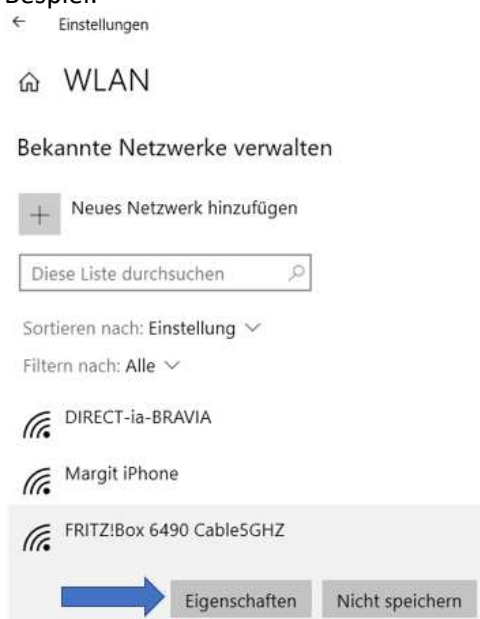 Bespiel:
Einstellungen
WLAN
Bekannte Netzwerke verwalten
Neues Netzwerk hinzufügen
Diese Liste durchsuchen
Sortieren nach: Einstellung
Filtern nach: Alle
DIRECT-ia-BRAVIA
Margit iPhone
FRITZ!Box 6490 Cable5GHZ
Eigenschaften Nicht speichern